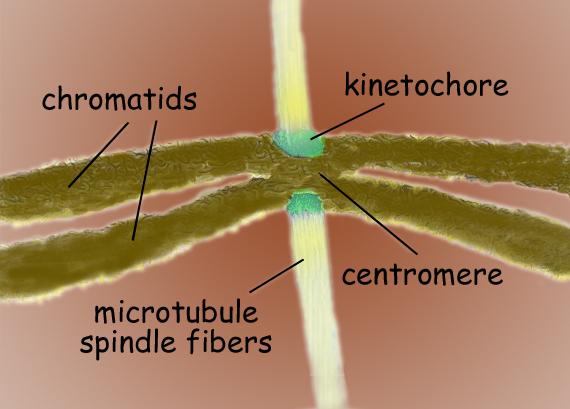 kinetochore
chromatids
centromere
microtubule
spindle fibers